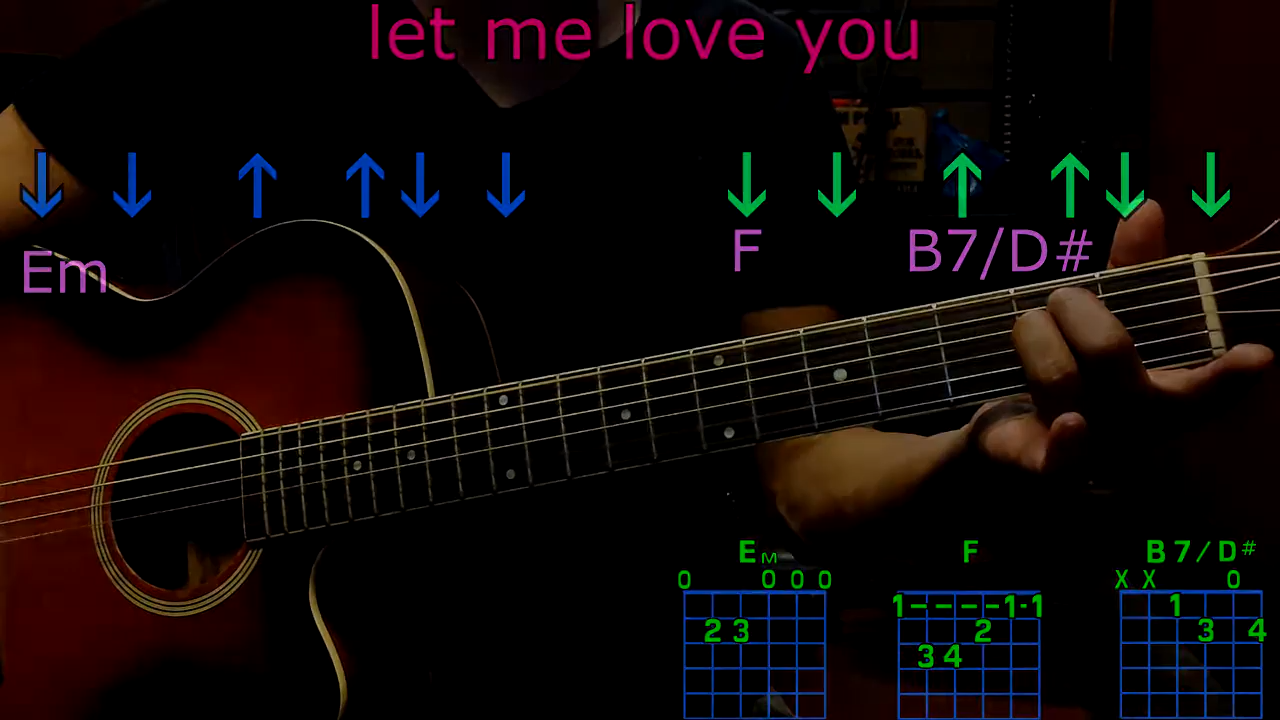 let me love you
↓ ↓ ↑ ↑ ↓ ↓ ↓ ↓ ↑ ↑ ↓ ↓
Em F B7/D#
EM F B7/D#
0 0 0 0 X X 0
1----1-1 1
2 3 2 3 4
3 4